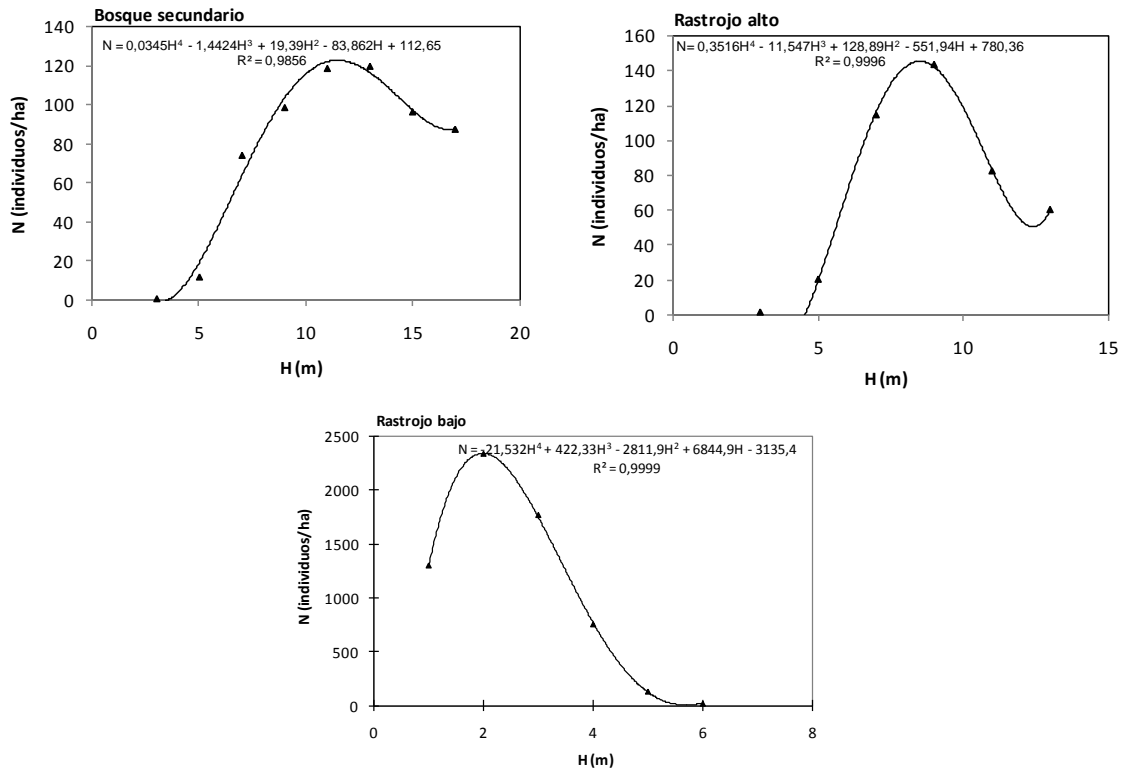 Bosque secundario
N = 0,0345H⁴ - 1,4424H³ + 19,39H² - 83,862H + 112,65
R² = 0,9856
140
120
100
80
60
40
20
0
N (individuos/ha)
0 5 10 15 20
H (m)
Rastrojo alto
N= 0,3516H⁴ - 11,547H³ + 128,89H² - 551,94H + 780,36
R² = 0,9996
160
140
120
100
80
60
40
20
0
N (individuos/ha)
0 5 10 15
H (m)
Rastrojo bajo
N = -21,532H⁴ + 422,33H³ - 2811,9H² + 6844,9H - 3135,4
R² = 0,9999
2500
2000
1500
1000
500
0
N (individuos/ha)
0 2 4 6 8
H (m)